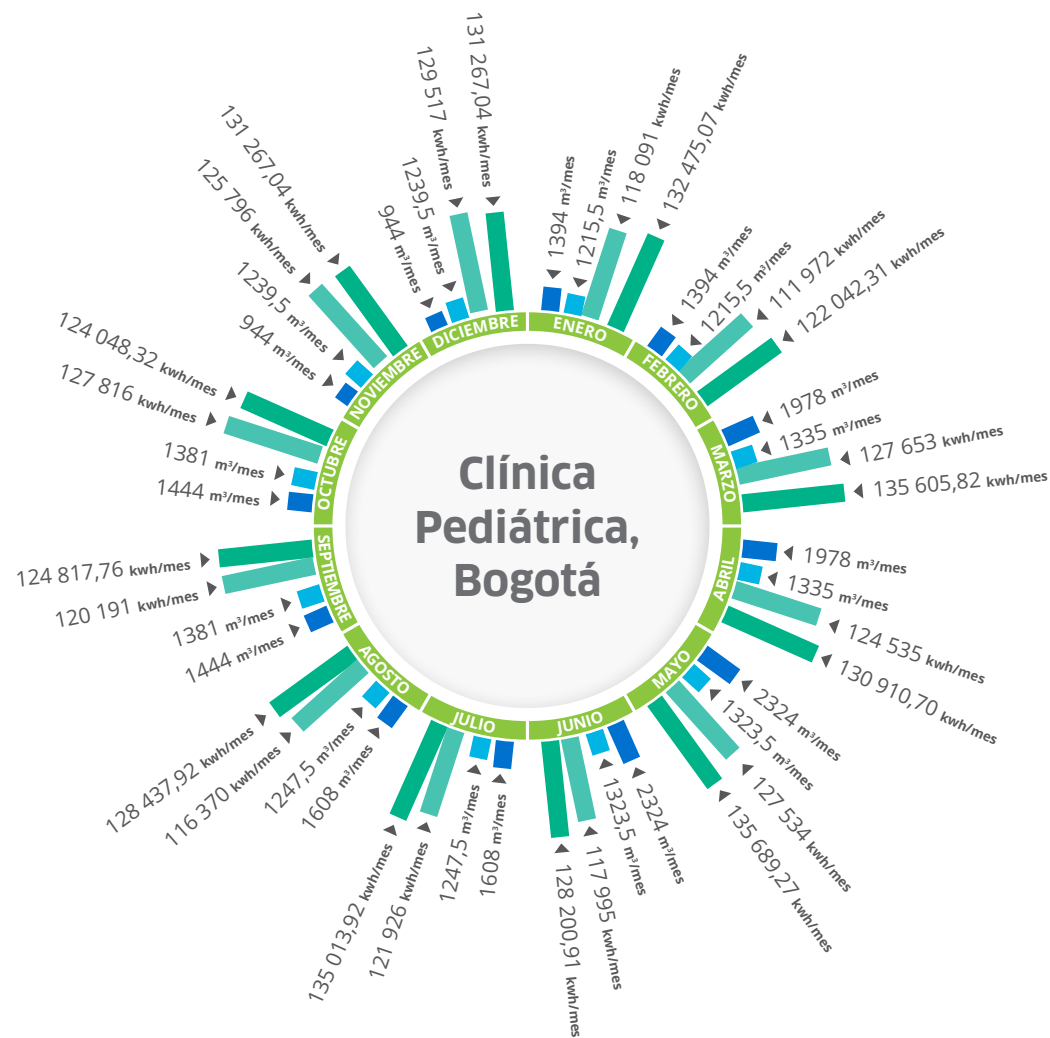 Clínica
Pediátrica,
Bogotá
ENERO
1394 m³/mes
1215,5 m³/mes
118 091 kwh/mes
132 475,07 kwh/mes
FEBRERO
1394 m³/mes
1215,5 m³/mes
111 972 kwh/mes
122 042,31 kwh/mes
MARZO
1978 m³/mes
1335 m³/mes
127 653 kwh/mes
135 605,82 kwh/mes
ABRIL
1978 m³/mes
1335 m³/mes
124 535 kwh/mes
130 910,70 kwh/mes
MAYO
2324 m³/mes
1323,5 m³/mes
127 534 kwh/mes
135 689,27 kwh/mes
JUNIO
2324 m³/mes
1323,5 m³/mes
117 995 kwh/mes
128 200,91 kwh/mes
JULIO
1608 m³/mes
1247,5 m³/mes
121 926 kwh/mes
135 013,92 kwh/mes
AGOSTO
1608 m³/mes
1247,5 m³/mes
116 370 kwh/mes
128 437,92 kwh/mes
SEPTIEMBRE
1444 m³/mes
1381 m³/mes
120 191 kwh/mes
124 817,76 kwh/mes
OCTUBRE
1444 m³/mes
1381 m³/mes
127 816 kwh/mes
124 048,32 kwh/mes
NOVIEMBRE
944 m³/mes
1239,5 m³/mes
125 796 kwh/mes
131 267,04 kwh/mes
DICIEMBRE
944 m³/mes
1239,5 m³/mes
129 517 kwh/mes
131 267,04 kwh/mes